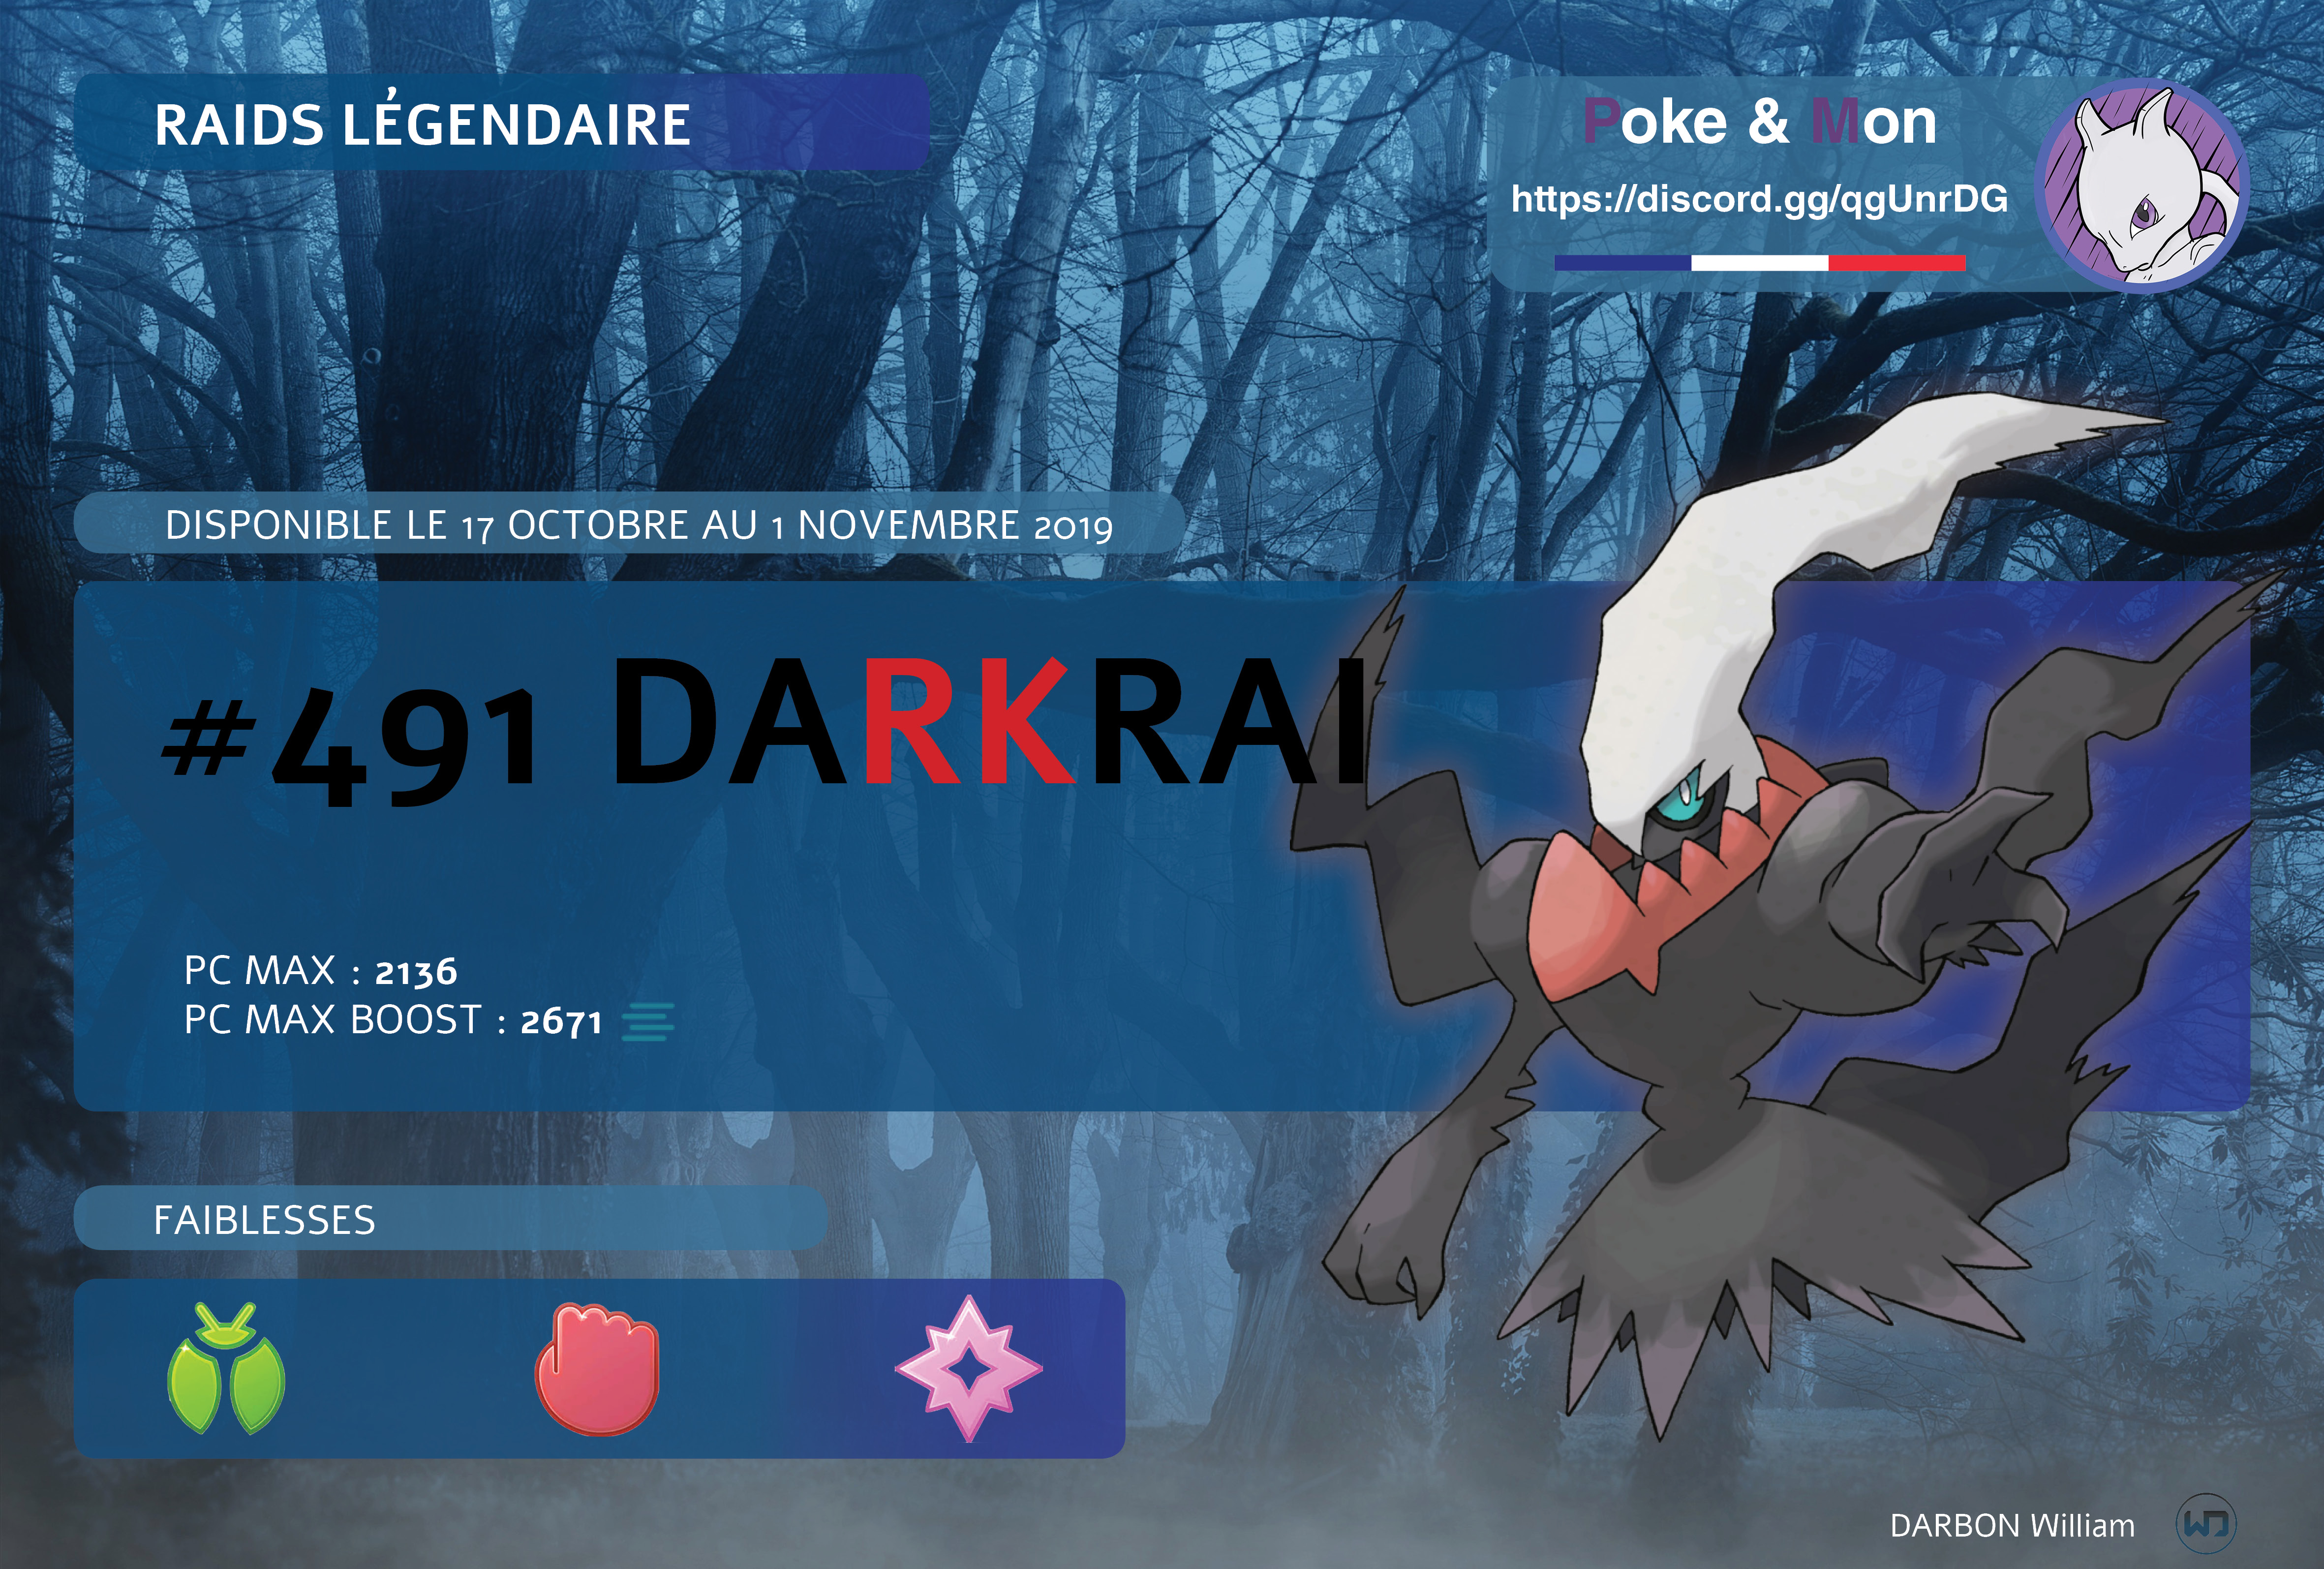 RAIDS LÉGENDAIRE
Poke & Mon
https://discord.gg/qgUnrDG
DISPONIBLE LE 17 OCTOBRE AU 1 NOVEMBRE 2019
#491 DARKRAI
PC MAX : 2136
PC MAX BOOST : 2671
FAIBLESSES
DARBON William
WD